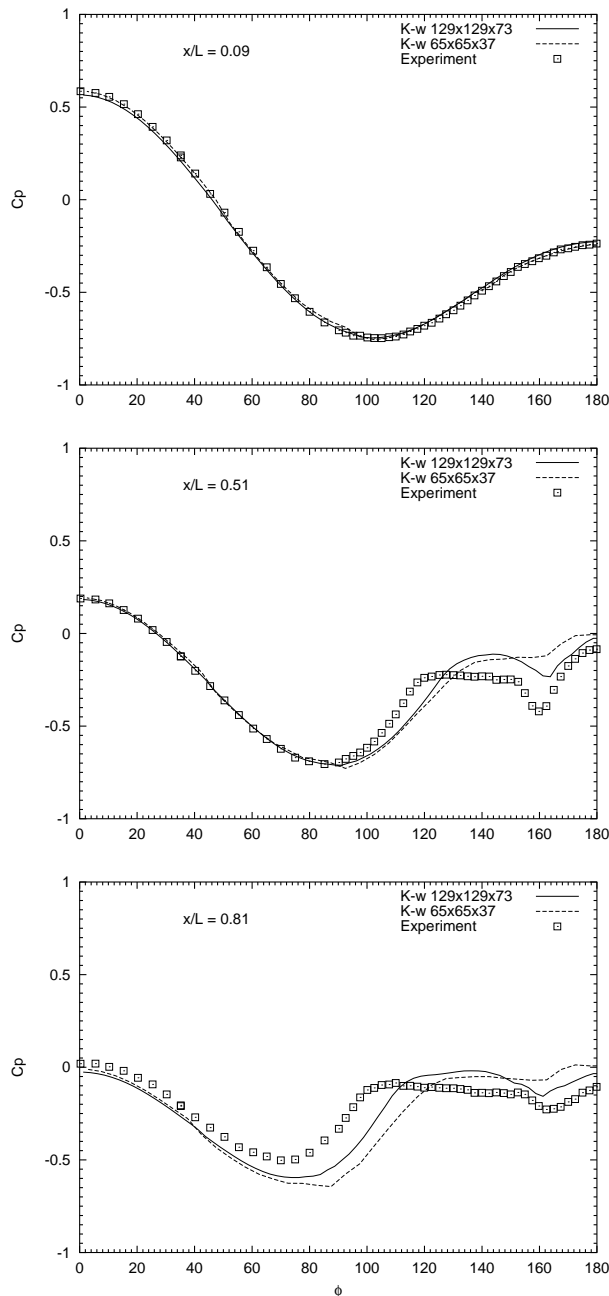 1
K-w 129x129x73
x/L = 0.09
K-w 65x65x37
Experiment
0.5
Cp
0
-0.5
-1
0 20 40 60 80 100 120 140 160 180
1
K-w 129x129x73
x/L = 0.51
K-w 65x65x37
Experiment
0.5
Cp
0
-0.5
-1
0 20 40 60 80 100 120 140 160 180
1
K-w 129x129x73
x/L = 0.81
K-w 65x65x37
Experiment
0.5
Cp
0
-0.5
-1
0 20 40 60 80 100 120 140 160 180
ϕ